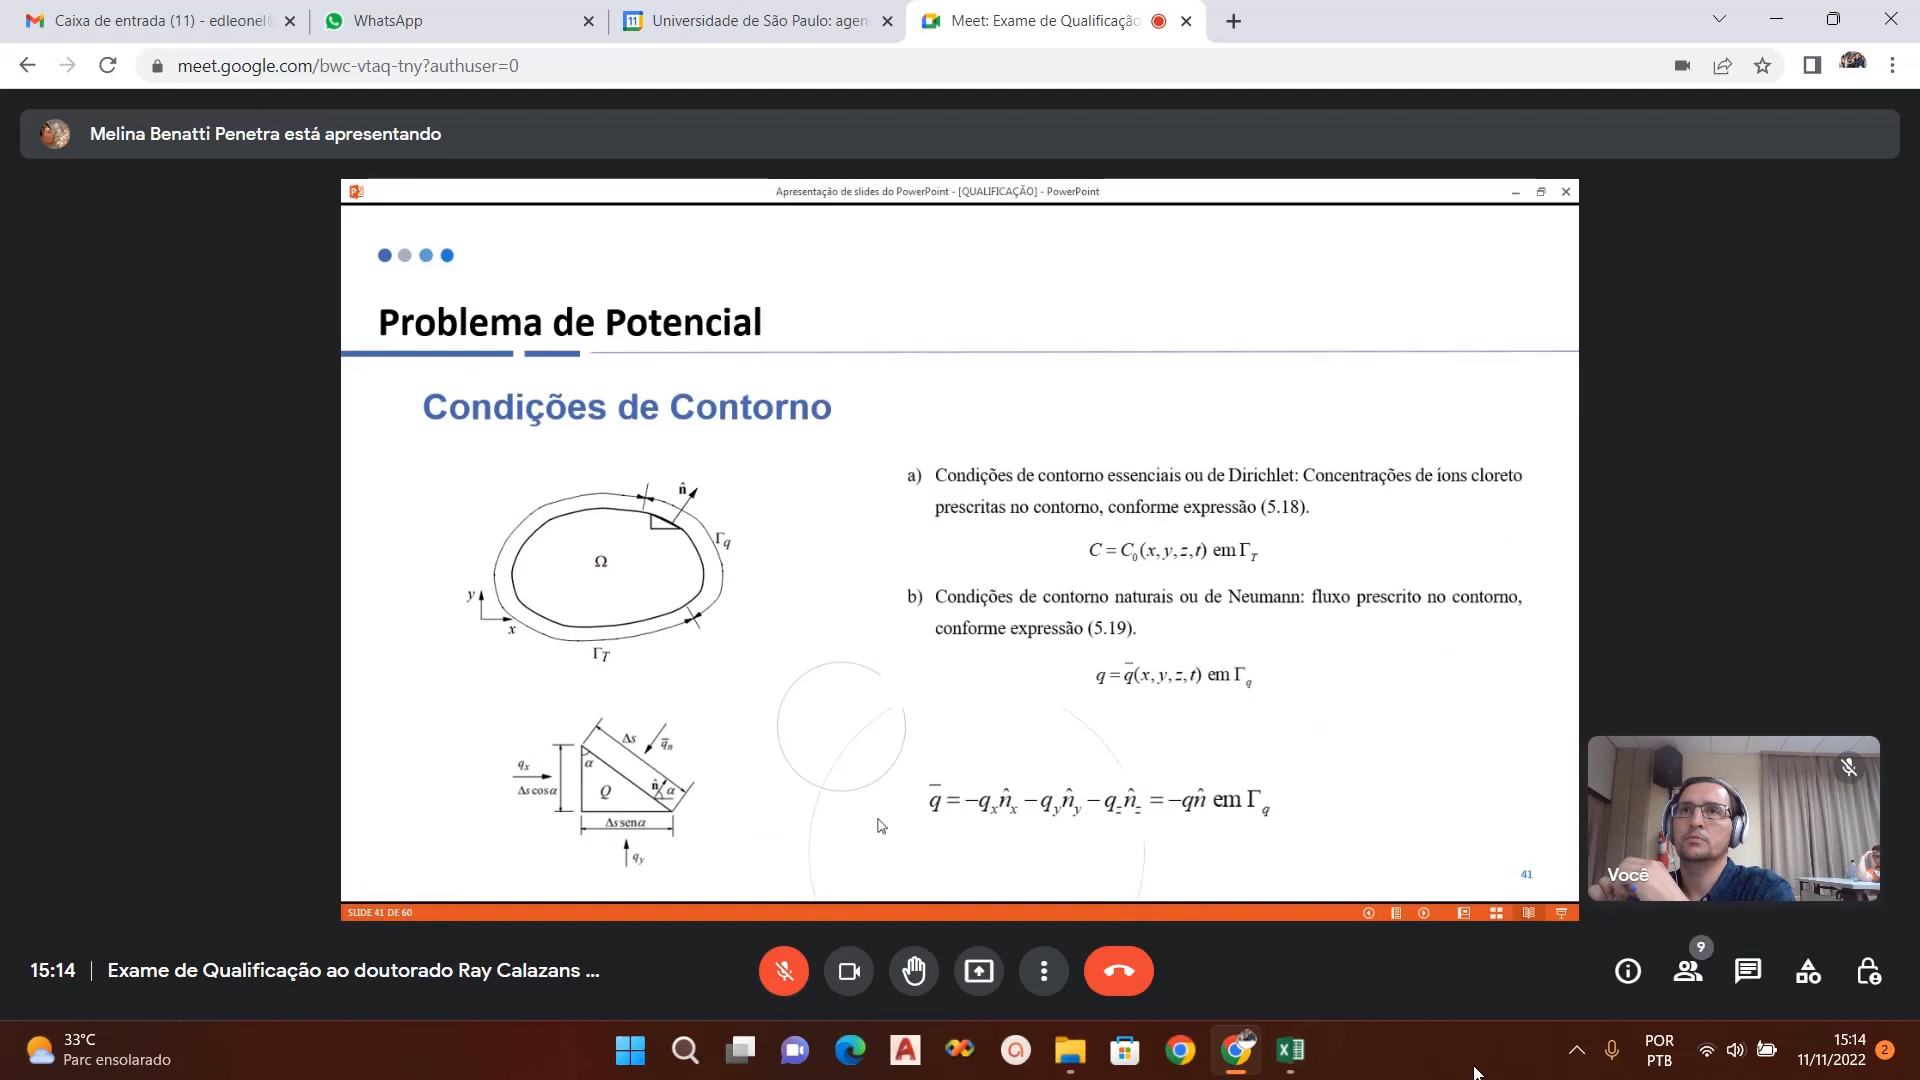 Caixa de entrada (11) - edleonel
WhatsApp
Universidade de São Paulo: agen
Meet: Exame de Qualificação
meet.google.com/bwc-vtaq-tny?authuser=0
Melina Benatti Penetra está apresentando
Apresentação de slides do PowerPoint - [QUALIFICAÇÃO] - PowerPoint
Problema de Potencial
Condições de Contorno
n̂
Γq
Ω
y
x
ΓT
a) Condições de contorno essenciais ou de Dirichlet: Concentrações de íons cloreto
prescritas no contorno, conforme expressão (5.18).
C = C₀(x, y, z, t) em Γ_T
b) Condições de contorno naturais ou de Neumann: fluxo prescrito no contorno,
conforme expressão (5.19).
q = q̄(x, y, z, t) em Γ_q
Δs
q̄n
qx
α
Δs cosα
Q
n̂
α
Δs senα
qy
q̄ = −q_x n̂_x − q_y n̂_y − q_z n̂_z = −qn̂ em Γ_q
41
SLIDE 41 DE 60
Você
15:14 | Exame de Qualificação ao doutorado Ray Calazans ...
9
33°C
Parc ensolarado
POR
PTB
15:14
11/11/2022
2